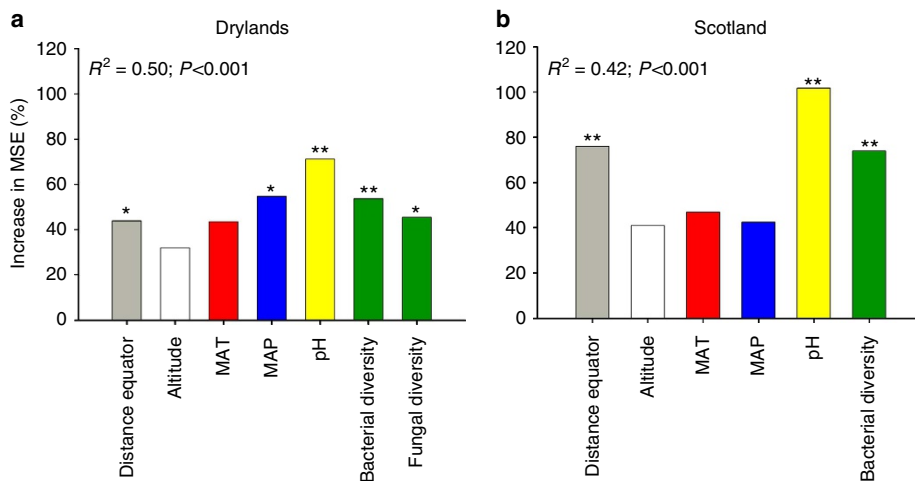 a
Drylands
R² = 0.50; P<0.001
Increase in MSE (%)
120
100
80
60
40
20
0
*
*
**
**
*
Distance equator
Altitude
MAT
MAP
pH
Bacterial diversity
Fungal diversity
b
Scotland
R² = 0.42; P<0.001
120
100
80
60
40
20
0
**
**
**
Distance equator
Altitude
MAT
MAP
pH
Bacterial diversity